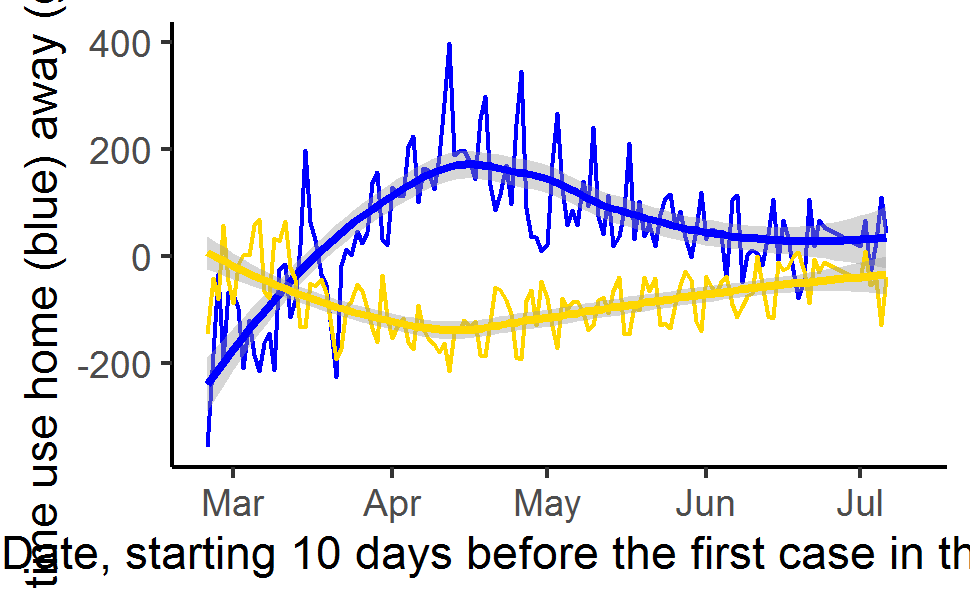 time use home (blue) away (
400
200
0
-200
Mar Apr May Jun Jul
Date, starting 10 days before the first case in th